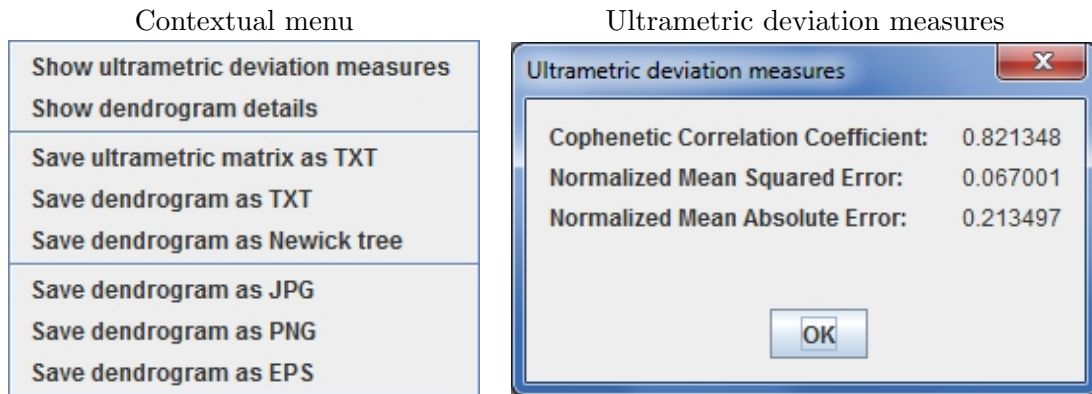 Contextual menu
Show ultrametric deviation measures
Show dendrogram details
Save ultrametric matrix as TXT
Save dendrogram as TXT
Save dendrogram as Newick tree
Save dendrogram as JPG
Save dendrogram as PNG
Save dendrogram as EPS
Ultrametric deviation measures
Ultrametric deviation measures
Cophenetic Correlation Coefficient: 0.821348
Normalized Mean Squared Error: 0.067001
Normalized Mean Absolute Error: 0.213497
OK